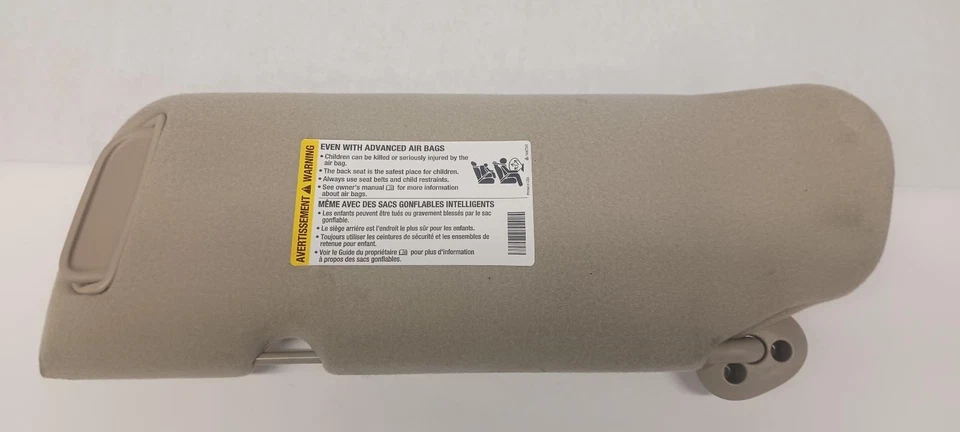 AVERTISSEMENT WARNING
EVEN WITH ADVANCED AIR BAGS
• Children can be killed or seriously injured by the
air bag.
• The back seat is the safest place for children.
• Always use seat belts and child restraints.
• See owner's manual for more information
about air bags.
MÊME AVEC DES SACS GONFLABLES INTELLIGENTS
• Les enfants peuvent être tués ou gravement blessés par le sac
gonflable.
• Le siège arrière est l'endroit le plus sûr pour les enfants.
• Toujours utiliser les ceintures de sécurité et les ensembles de
retenue pour enfant.
• Voir le Guide du propriétaire pour plus d'information
à propos des sacs gonflables.